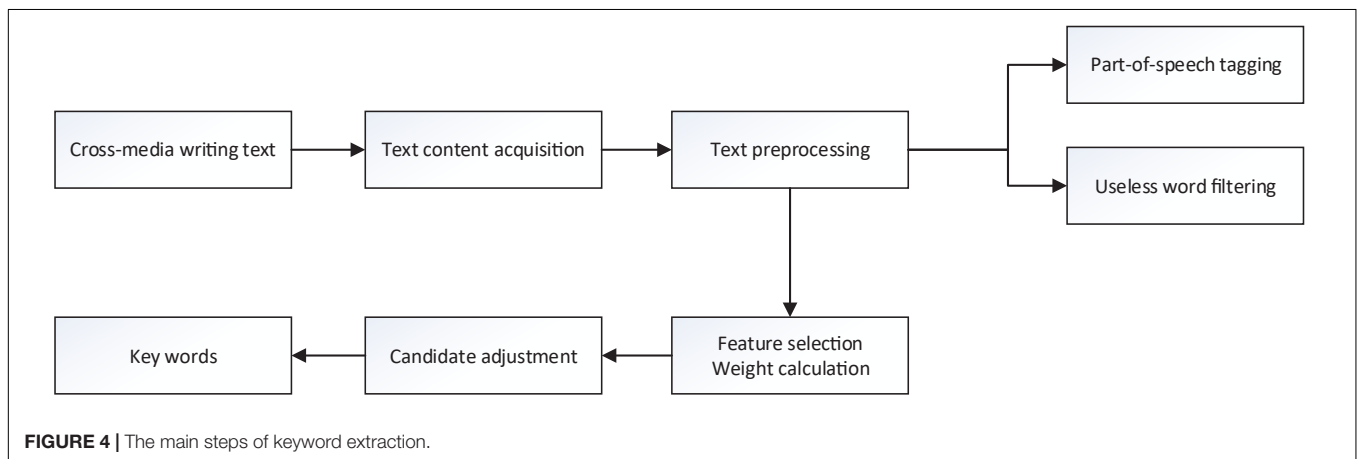 Part-of-speech tagging
Cross-media writing text
Text content acquisition
Text preprocessing
Useless word filtering
Key words
Candidate adjustment
Feature selection
Weight calculation
FIGURE 4 | The main steps of keyword extraction.